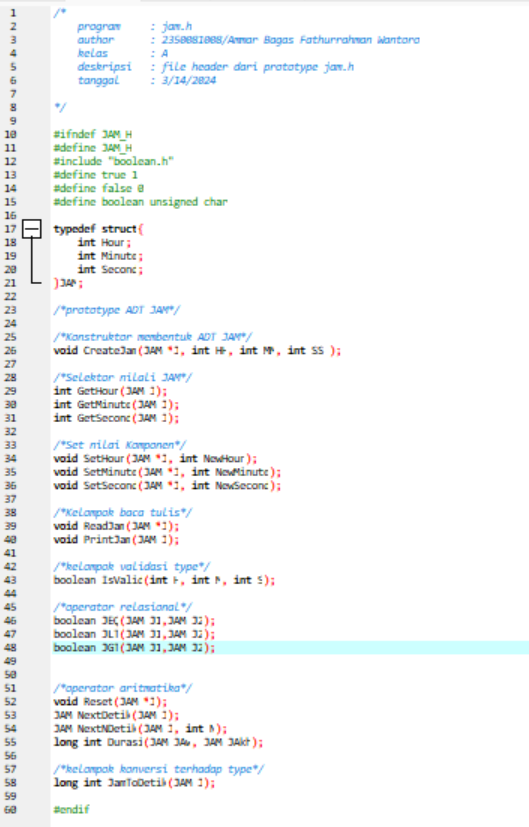 1 /*
2 program : jam.h
3 author : 2350081008/Ammar Bagas Fathurrahman Wantoro
4 kelas : A
5 deskripsi : file header dari prototype jam.h
6 tanggal : 3/14/2024
7
8 */
9
10 #ifndef JAM_H
11 #define JAM_H
12 #include "boolean.h"
13 #define true 1
14 #define false 0
15 #define boolean unsigned char
16
17 typedef struct{
18 int Hour;
19 int Minute;
20 int Second;
21 }JAM;
22
23 /*prototype ADT JAM*/
24
25 /*Konstruktor membentuk ADT JAM*/
26 void CreateJam(JAM *J, int HH, int MM, int SS );
27
28 /*Selektor nilali JAM*/
29 int GetHour(JAM J);
30 int GetMinute(JAM J);
31 int GetSecond(JAM J);
32
33 /*Set nilai Komponen*/
34 void SetHour(JAM *J, int NewHour);
35 void SetMinute(JAM *J, int NewMinute);
36 void SetSecond(JAM *J, int NewSecond);
37
38 /*Kelompok baca tulis*/
39 void ReadJam(JAM *J);
40 void PrintJam(JAM J);
41
42 /*kelompok validasi type*/
43 boolean IsValid(int H, int M, int S);
44
45 /*operator relasional*/
46 boolean JEQ(JAM J1,JAM J2);
47 boolean JLT(JAM J1,JAM J2);
48 boolean JGT(JAM J1,JAM J2);
49
50
51 /*operator aritmatika*/
52 void Reset(JAM *J);
53 JAM NextDetik(JAM J);
54 JAM NextNDetik(JAM J, int N);
55 long int Durasi(JAM JAw, JAM JAkh);
56
57 /*kelompok konversi terhadap type*/
58 long int JamToDetik(JAM J);
59
60 #endif